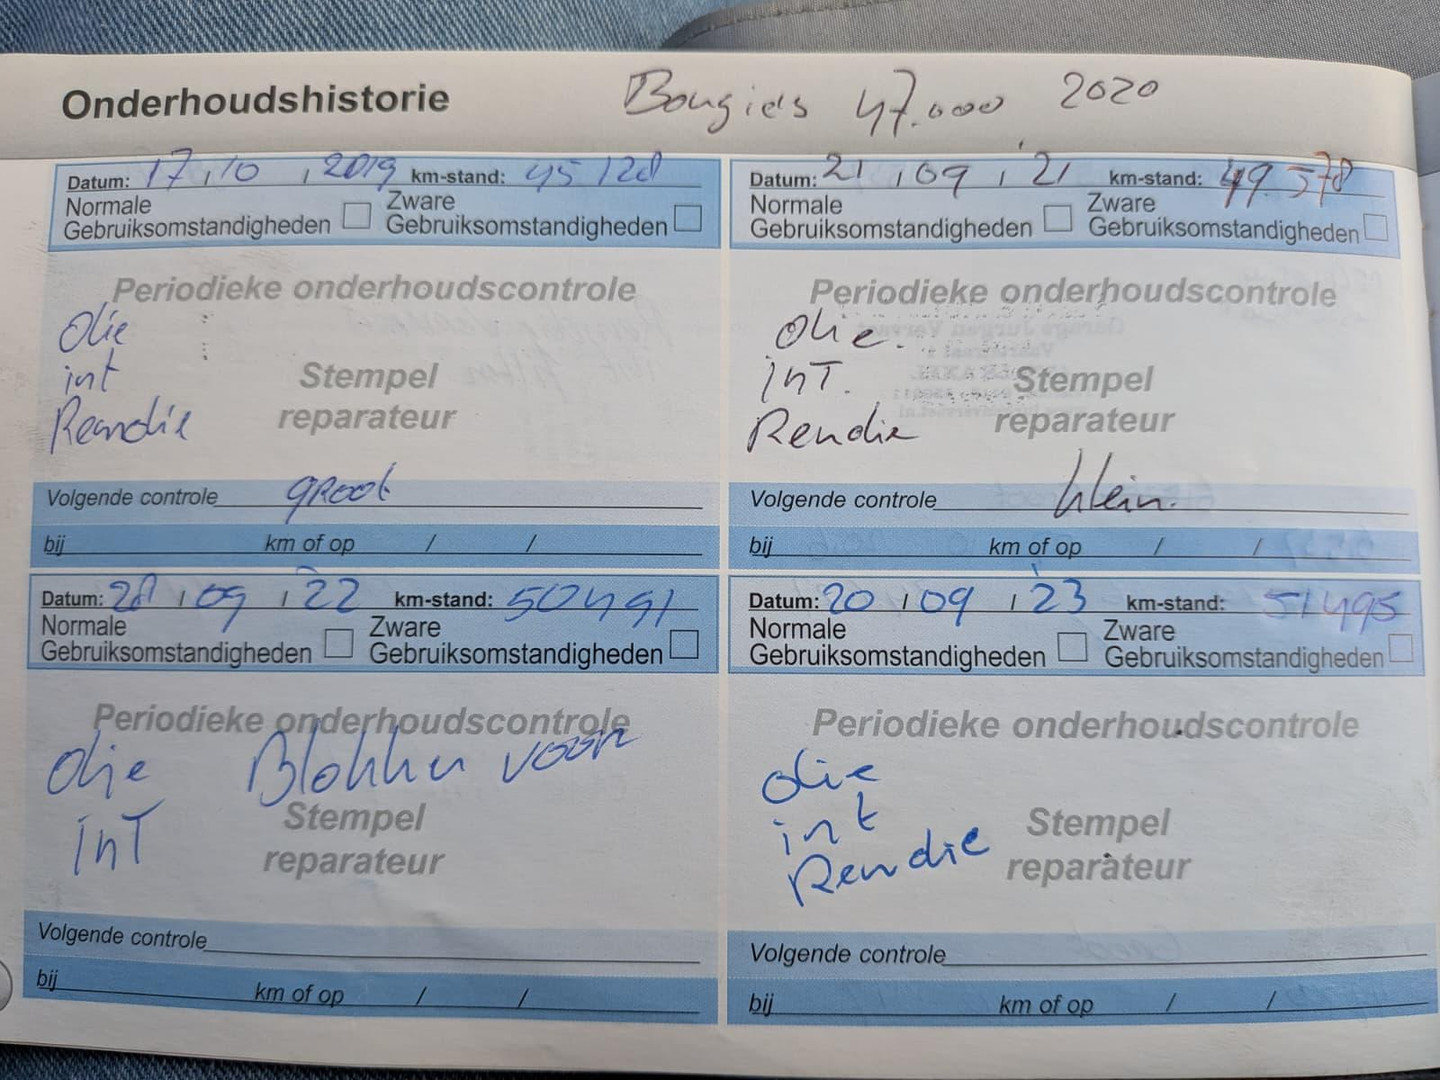 Onderhoudshistorie
Bougies 47.000 2020
Datum: 17 / 10 / 2019 km-stand: 45128
Normale Gebruiksomstandigheden
Zware Gebruiksomstandigheden
Periodieke onderhoudscontrole
Olie
int
Stempel
reparateur
Volgende controle groot
bij km of op / /
Datum: 21 / 09 / '21 km-stand: 49.578
Normale Gebruiksomstandigheden
Zware Gebruiksomstandigheden
Periodieke onderhoudscontrole
Olie.
INT.
Rendie
Stempel
reparateur
Volgende controle klein.
bij km of op / /
Datum: 28 / 09 / '22 km-stand: 50491
Normale Gebruiksomstandigheden
Zware Gebruiksomstandigheden
Periodieke onderhoudscontrole
Olie Blokken voor
INT
Stempel
reparateur
Volgende controle
bij km of op / /
Datum: 20 / 09 / '23 km-stand: 51495
Normale Gebruiksomstandigheden
Zware Gebruiksomstandigheden
Periodieke onderhoudscontrole
Olie
int
Rendie
Stempel
reparateur
Volgende controle
bij km of op / /